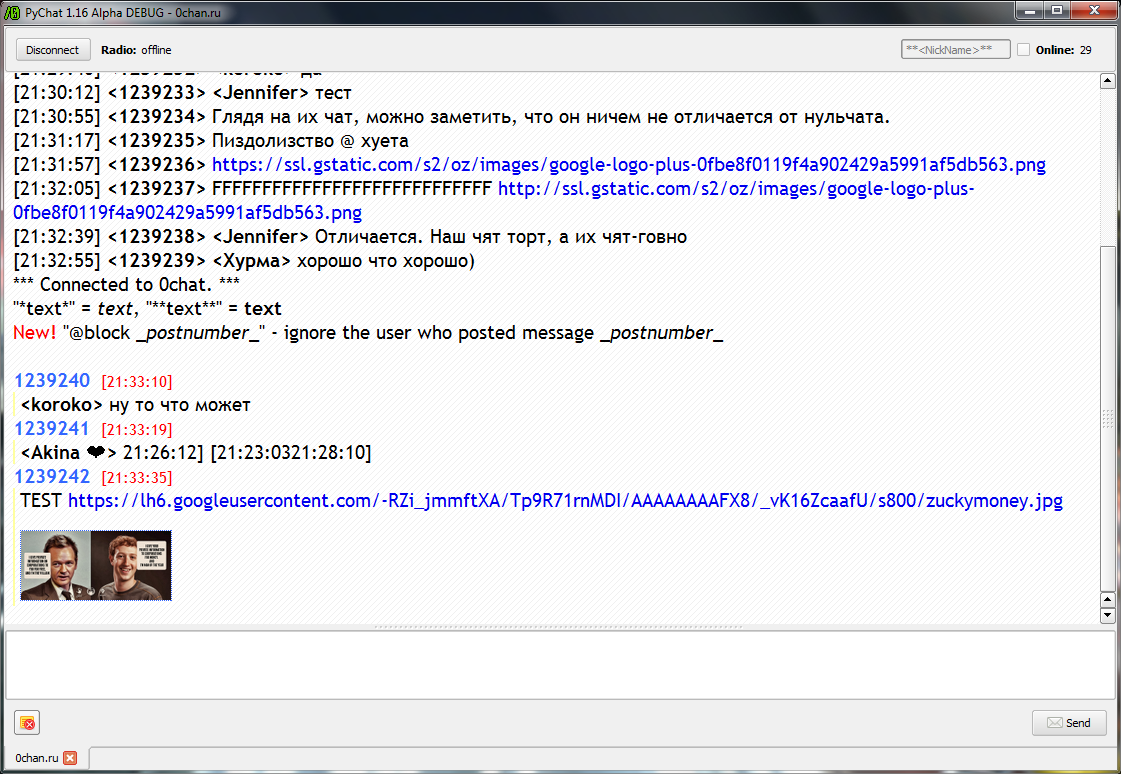 PyChat 1.16 Alpha DEBUG - 0chan.ru
Disconnect Radio: offline **<NickName>** Online: 29
[21:30:12] <1239233> <Jennifer> тест
[21:30:55] <1239234> Глядя на их чат, можно заметить, что он ничем не отличается от нульчата.
[21:31:17] <1239235> Пиздолизство @ хуета
[21:31:57] <1239236> https://ssl.gstatic.com/s2/oz/images/google-logo-plus-0fbe8f0119f4a902429a5991af5db563.png
[21:32:05] <1239237> FFFFFFFFFFFFFFFFFFFFFFFFFFFF http://ssl.gstatic.com/s2/oz/images/google-logo-plus-
0fbe8f0119f4a902429a5991af5db563.png
[21:32:39] <1239238> <Jennifer> Отличается. Наш чят торт, а их чят-говно
[21:32:55] <1239239> <Хурма> хорошо что хорошо)
*** Connected to 0chat. ***
"*text*" = text, "**text**" = text
New! "@block _postnumber_" - ignore the user who posted message _postnumber_
1239240 [21:33:10]
<koroko> ну то что может
1239241 [21:33:19]
<Akina ❤> 21:26:12] [21:23:0321:28:10]
1239242 [21:33:35]
TEST https://lh6.googleusercontent.com/-RZi_jmmftXA/Tp9R71rnMDI/AAAAAAAAFX8/_vK16ZcaafU/s800/zuckymoney.jpg
Send
0chan.ru